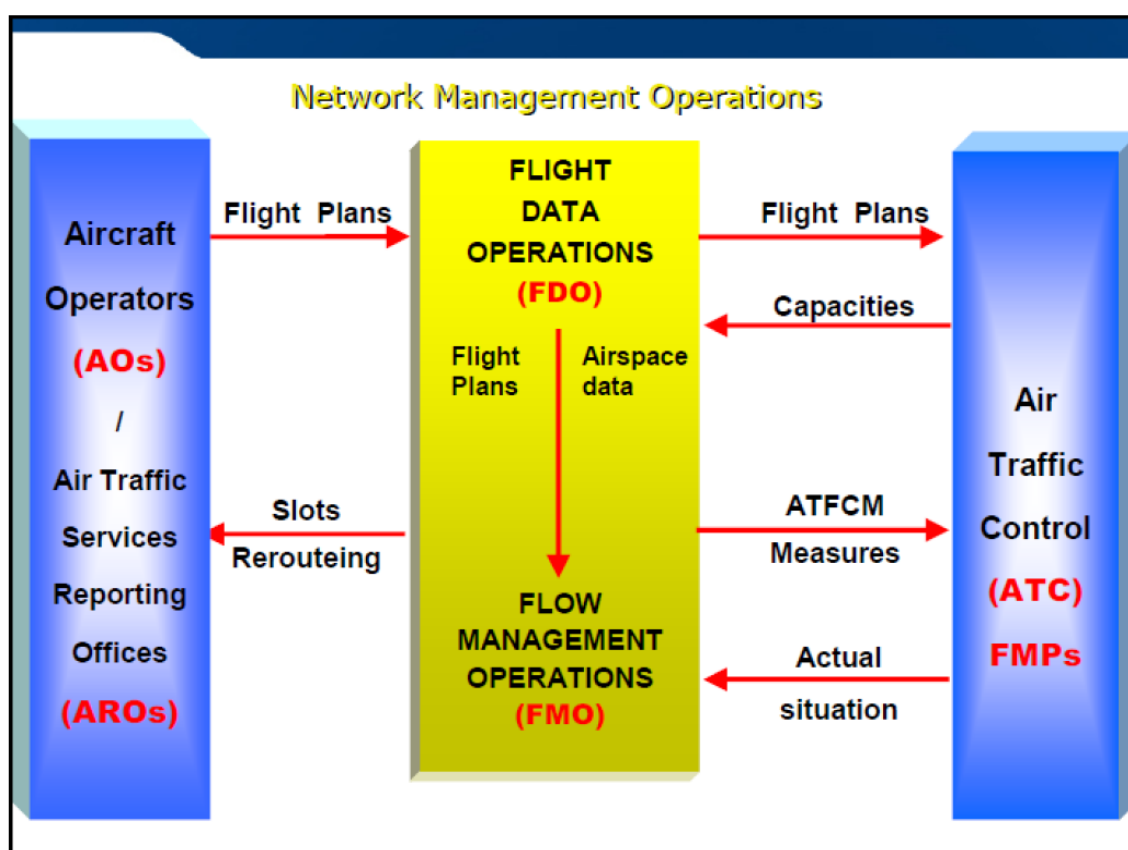 Network Management Operations
Aircraft
Operators
(AOs)
/
Air Traffic
Services
Reporting
Offices
(AROs)
Flight Plans
Slots
Rerouteing
FLIGHT
DATA
OPERATIONS
(FDO)
Flight
Plans
Airspace
data
FLOW
MANAGEMENT
OPERATIONS
(FMO)
Flight Plans
Capacities
ATFCM
Measures
Actual
situation
Air
Traffic
Control
(ATC)
FMPs